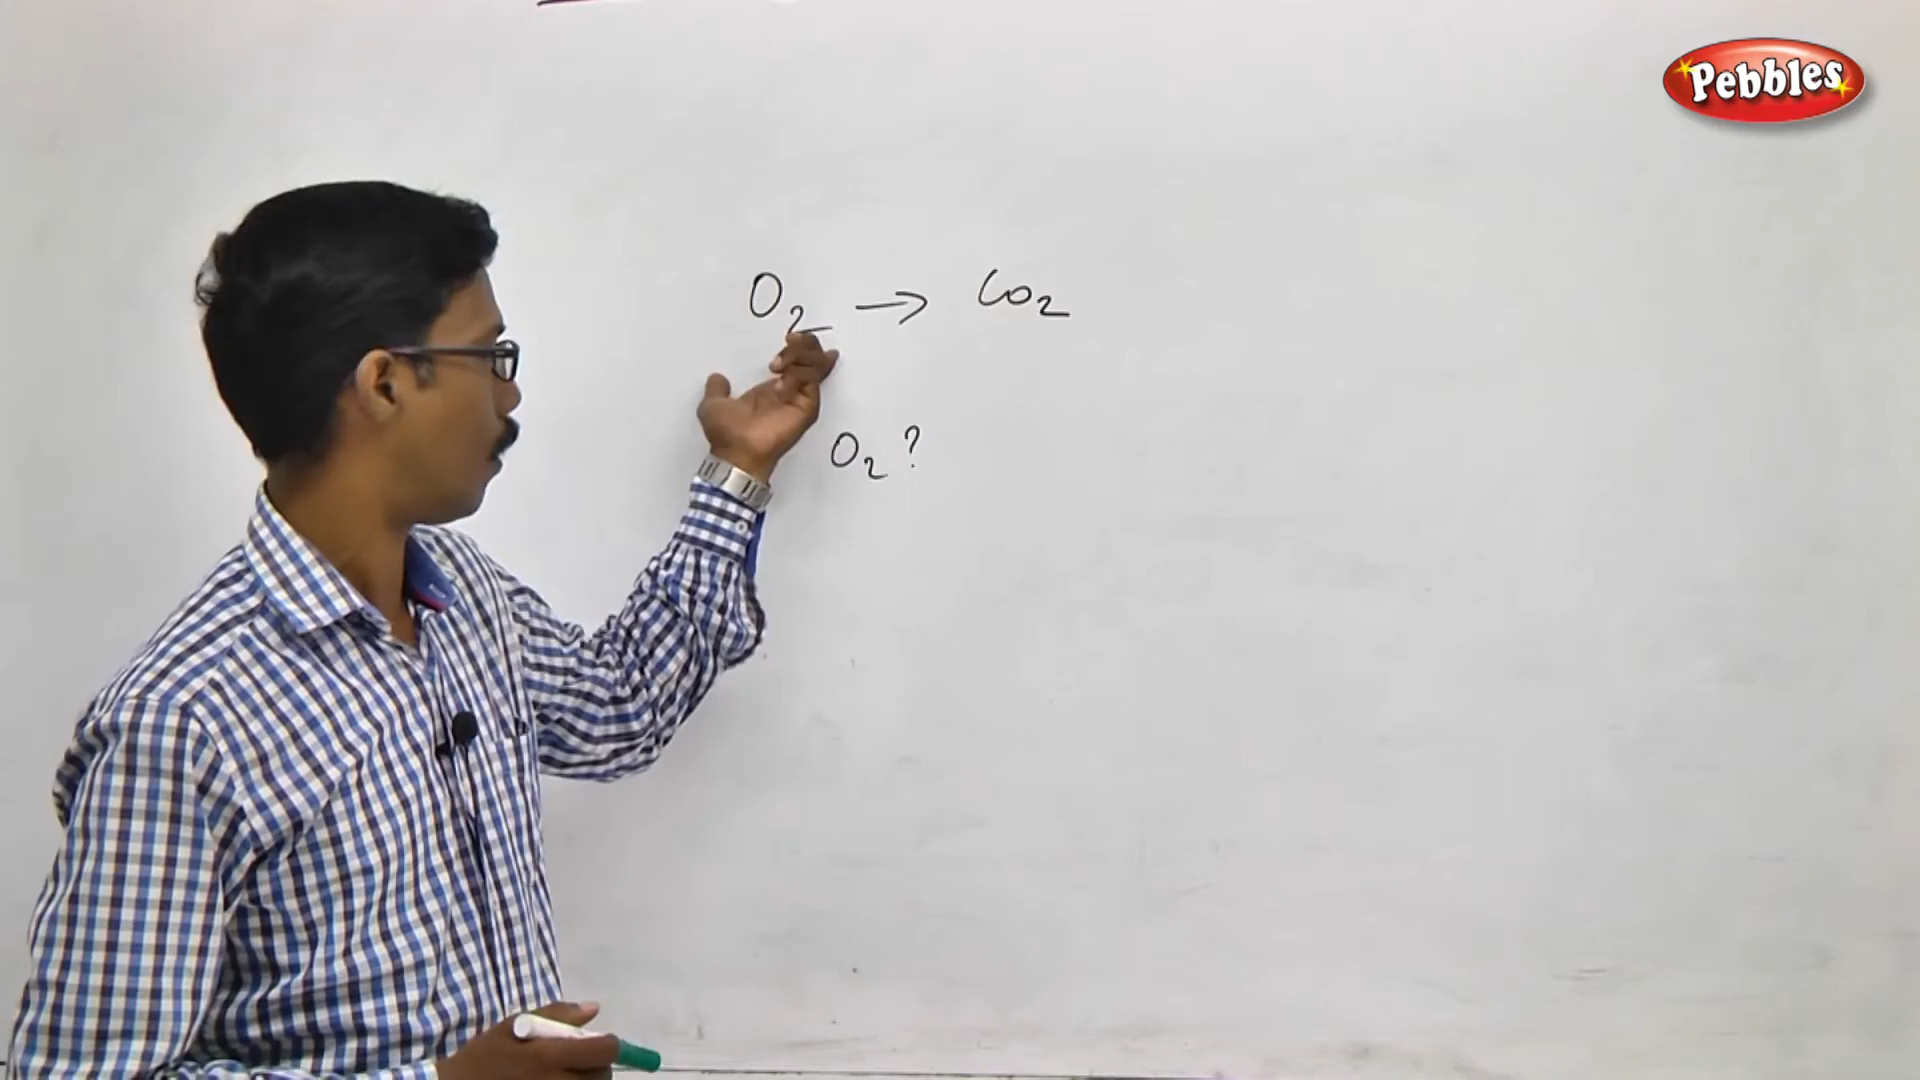 Pebbles
O₂ → CO₂
O₂ ?